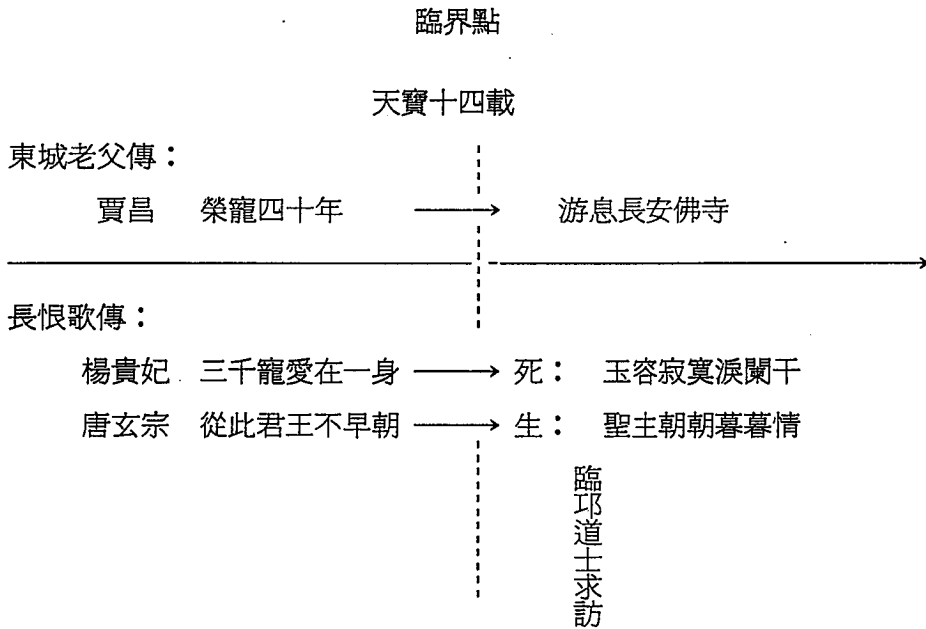 臨界點
天寶十四載
東城老父傳：
賈昌 榮寵四十年 游息長安佛寺
長恨歌傳：
楊貴妃 三千寵愛在一身 死： 玉容寂寞淚闌干
唐玄宗 從此君王不早朝 生： 聖主朝朝暮暮情
臨邛道士求訪